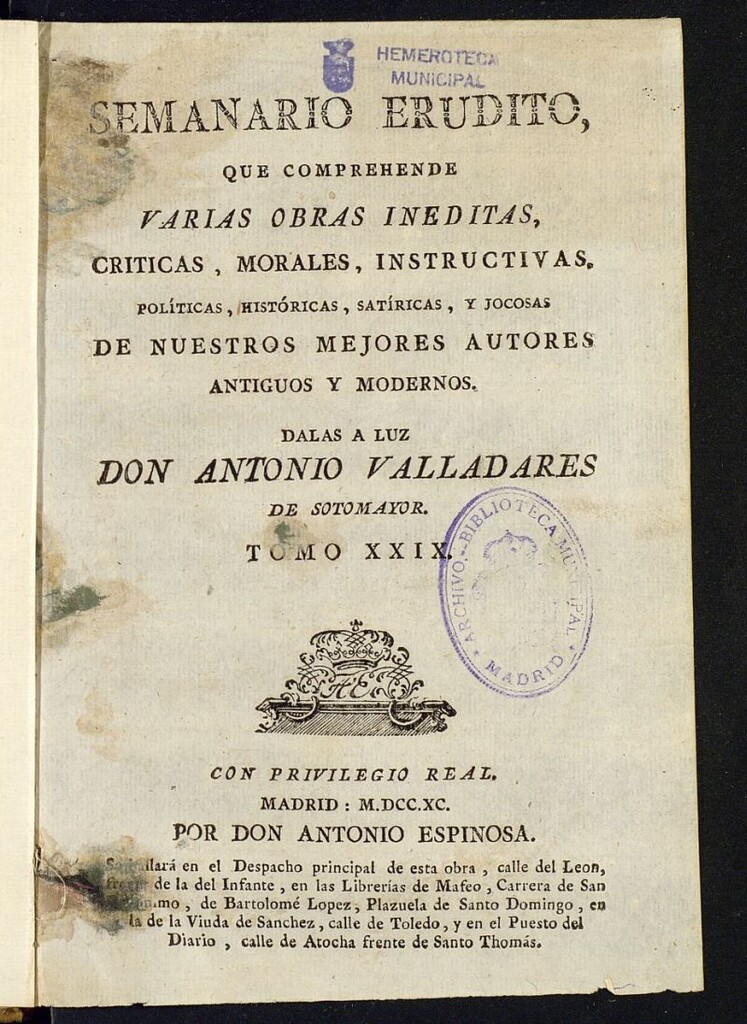 HEMEROTECA
MUNICIPAL
SEMANARIO ERUDITO,
QUE COMPREHENDE
VARIAS OBRAS INEDITAS,
CRITICAS, MORALES, INSTRUCTIVAS.
POLÍTICAS, HISTÓRICAS, SATÍRICAS, Y JOCOSAS
DE NUESTROS MEJORES AUTORES
ANTIGUOS Y MODERNOS.
DALAS A LUZ
DON ANTONIO VALLADARES
DE SOTOMAYOR.
TOMO XXIX.
ARCHIVO-BIBLIOTECA MUNICIPAL
* MADRID *
CON PRIVILEGIO REAL.
MADRID: M.DCC.XC.
POR DON ANTONIO ESPINOSA.
en el Despacho principal de esta obra, calle del Leon,
de la del Infante, en las Librerías de Mafeo, Carrera de San
de Bartolomé Lopez, Plazuela de Santo Domingo, en
la de la Viuda de Sanchez, calle de Toledo, y en el Puesto del
Diario, calle de Atocha frente de Santo Thomás.